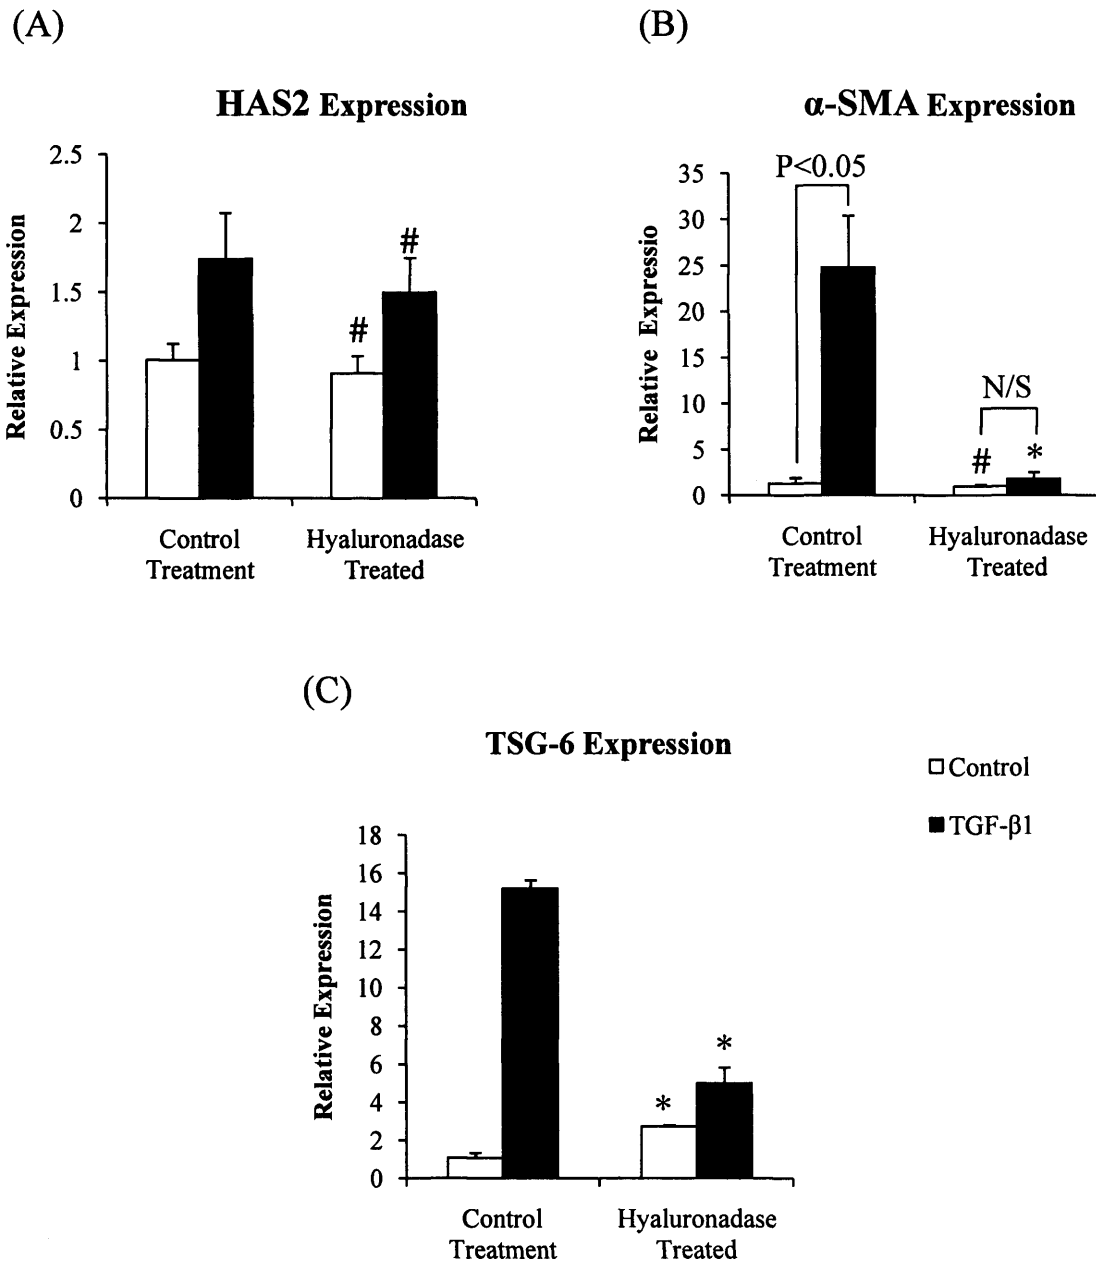 (A)
HAS2 Expression
Relative Expression
2.5
2
1.5
1
0.5
0
#
#
Control
Treatment
Hyaluronadase
Treated
(B)
α-SMA Expression
Relative Expressio
35
30
25
20
15
10
5
0
P<0.05
N/S
#
*
Control
Treatment
Hyaluronadase
Treated
(C)
TSG-6 Expression
Relative Expression
18
16
14
12
10
8
6
4
2
0
*
*
Control
Treatment
Hyaluronadase
Treated
Control
TGF-β1